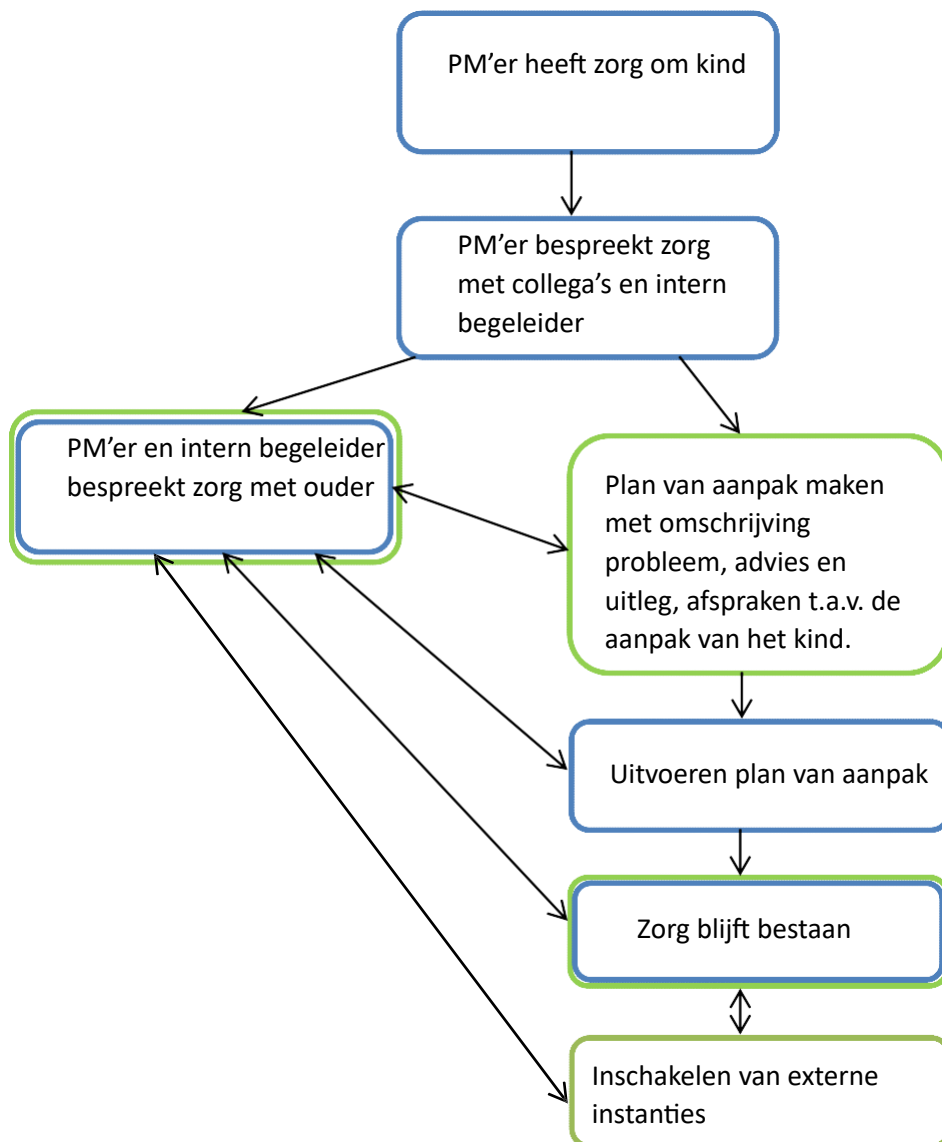 PM’er heeft zorg om kind
PM’er bespreekt zorg
met collega’s en intern
begeleider
PM’er en intern begeleider
bespreekt zorg met ouder
Plan van aanpak maken
met omschrijving
probleem, advies en
uitleg, afspraken t.a.v. de
aanpak van het kind.
Uitvoeren plan van aanpak
Zorg blijft bestaan
Inschakelen van externe
instanties